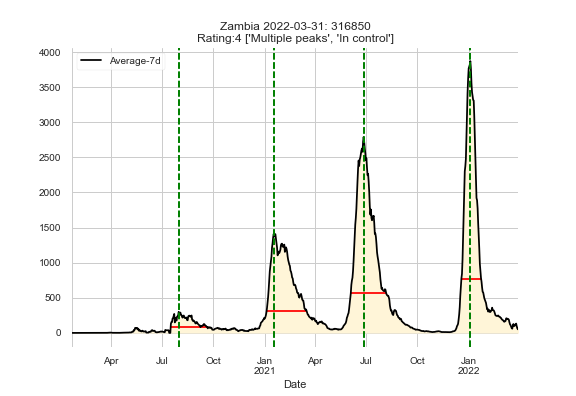 Zambia 2022-03-31: 316850
Rating:4 ['Multiple peaks', 'In control']
Average-7d
4000
3500
3000
2500
2000
1500
1000
500
0
Apr Jul Oct Jan Apr Jul Oct Jan
2021 2022
Date